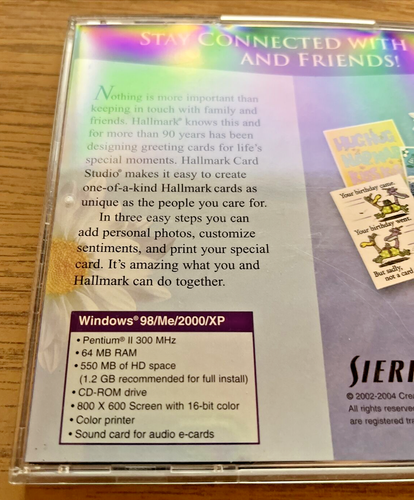 STAY CONNECTED WITH
AND FRIENDS!
Nothing is more important than
keeping in touch with family and
friends. Hallmark® knows this and
for more than 90 years has been
designing greeting cards for life's
special moments. Hallmark Card
Studio® makes it easy to create
one-of-a-kind Hallmark cards as
unique as the people you care for.
In three easy steps you can
add personal photos, customize
sentiments, and print your special
card. It's amazing what you and
Hallmark can do together.
Your birthday came.
Your birthday went.
But sadly,
not a card
Windows® 98/Me/2000/XP
• Pentium® II 300 MHz
• 64 MB RAM
• 550 MB of HD space
(1.2 GB recommended for full install)
• CD-ROM drive
• 800 X 600 Screen with 16-bit color
• Color printer
• Sound card for audio e-cards
SIERR
© 2002-2004 Cre
All rights reserve
are registered tr